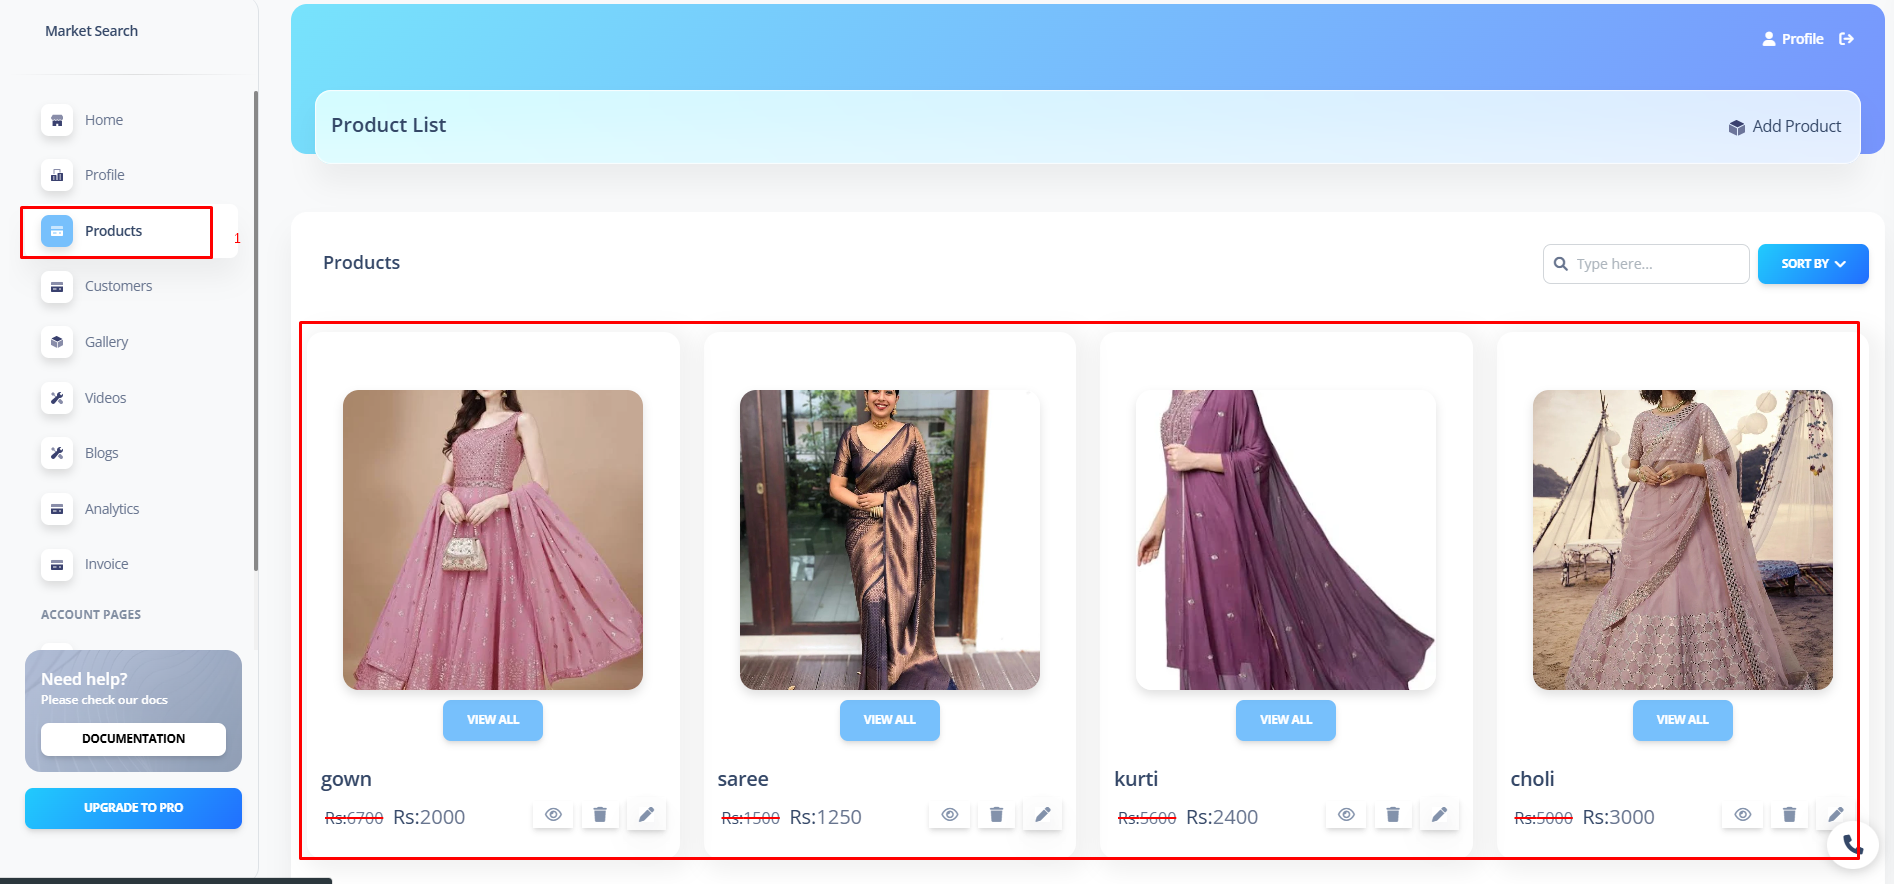 Market Search
Home
Profile
Products
1
Customers
Gallery
Videos
Blogs
Analytics
Invoice
ACCOUNT PAGES
Need help?
Please check our docs
DOCUMENTATION
UPGRADE TO PRO
Profile
Product List
Add Product
Products
Type here...
SORT BY
VIEW ALL
gown
Rs:6700 Rs:2000
VIEW ALL
saree
Rs:1500 Rs:1250
VIEW ALL
kurti
Rs:5600 Rs:2400
VIEW ALL
choli
Rs:5000 Rs:3000